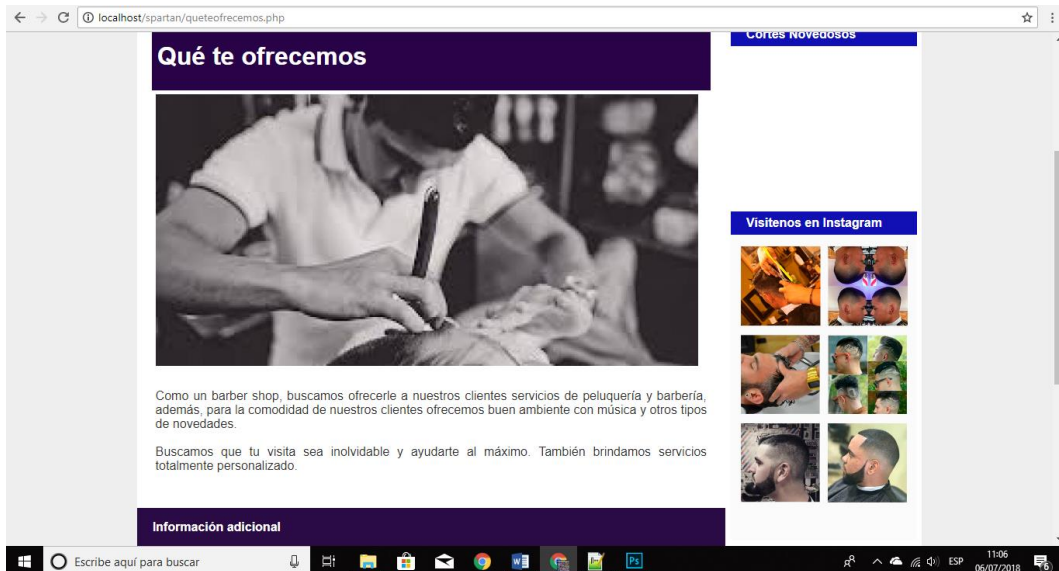 localhost/spartan/queteofrecemos.php
Qué te ofrecemos
Cortes Novedosos
Visitenos en Instagram
Como un barber shop, buscamos ofrecerle a nuestros clientes servicios de peluquería y barbería,
además, para la comodidad de nuestros clientes ofrecemos buen ambiente con música y otros tipos
de novedades.
Buscamos que tu visita sea inolvidable y ayudarte al máximo. También brindamos servicios
totalmente personalizado.
Información adicional
Escribe aquí para buscar
W
Ps
ESP
11:06
06/07/2018
6